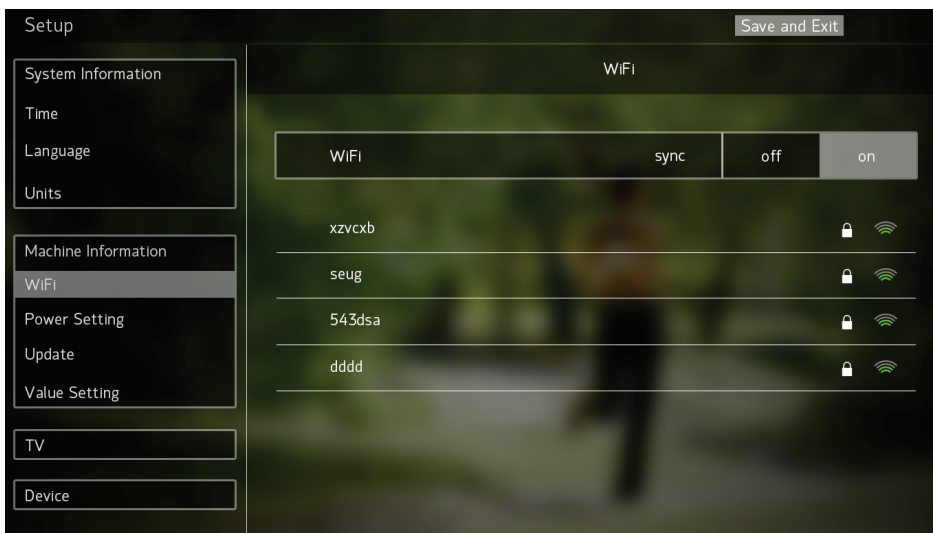 Setup
Save and Exit
System Information
Time
Language
Units
Machine Information
WiFi
Power Setting
Update
Value Setting
TV
Device
WiFi
WiFi sync off on
xzvcxb
seug
543dsa
dddd